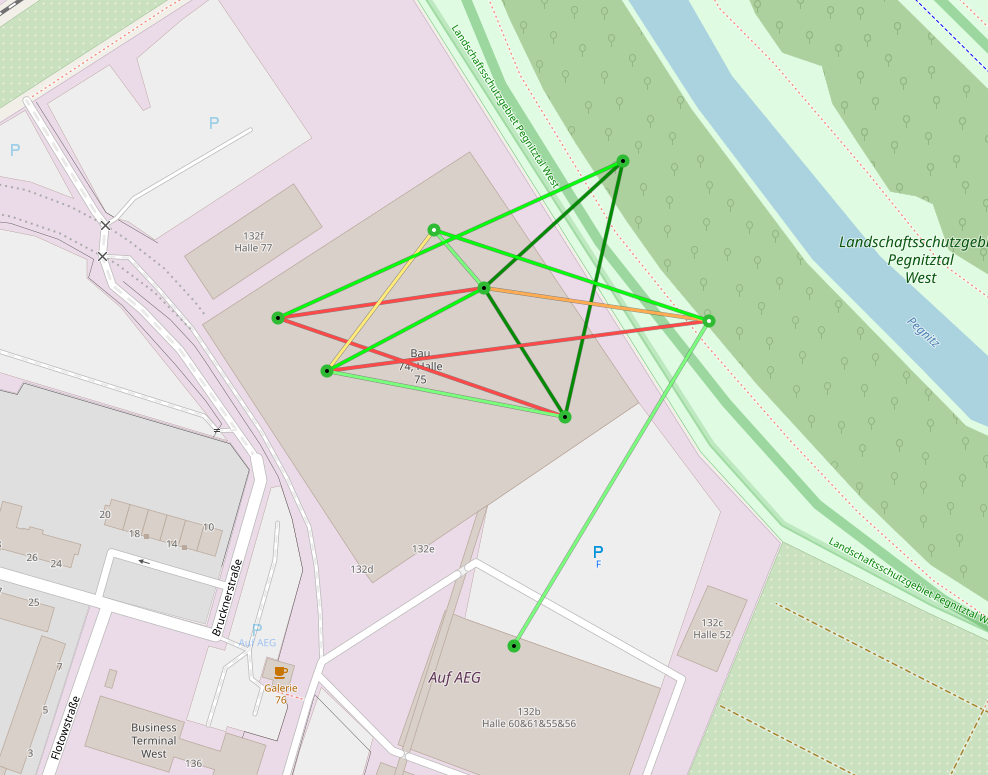 Landschaftsschutzgebiet Pegnitztal West
P
P
132f
Halle 77
Landschaftsschutzgebi
Pegnitztal
West
Pegnitz
Bau
74, Halle
75
20
18
14
10
26
24
25
7
5
3
132e
132d
P
F
Landschaftsschutzgebiet Pegnitztal W
Brucknerstraße
P
Auf AEG
132c
Halle 52
Galerie
76
Auf AEG
132b
Halle 60&61&55&56
Flotowstraße
Business
Terminal
West
136